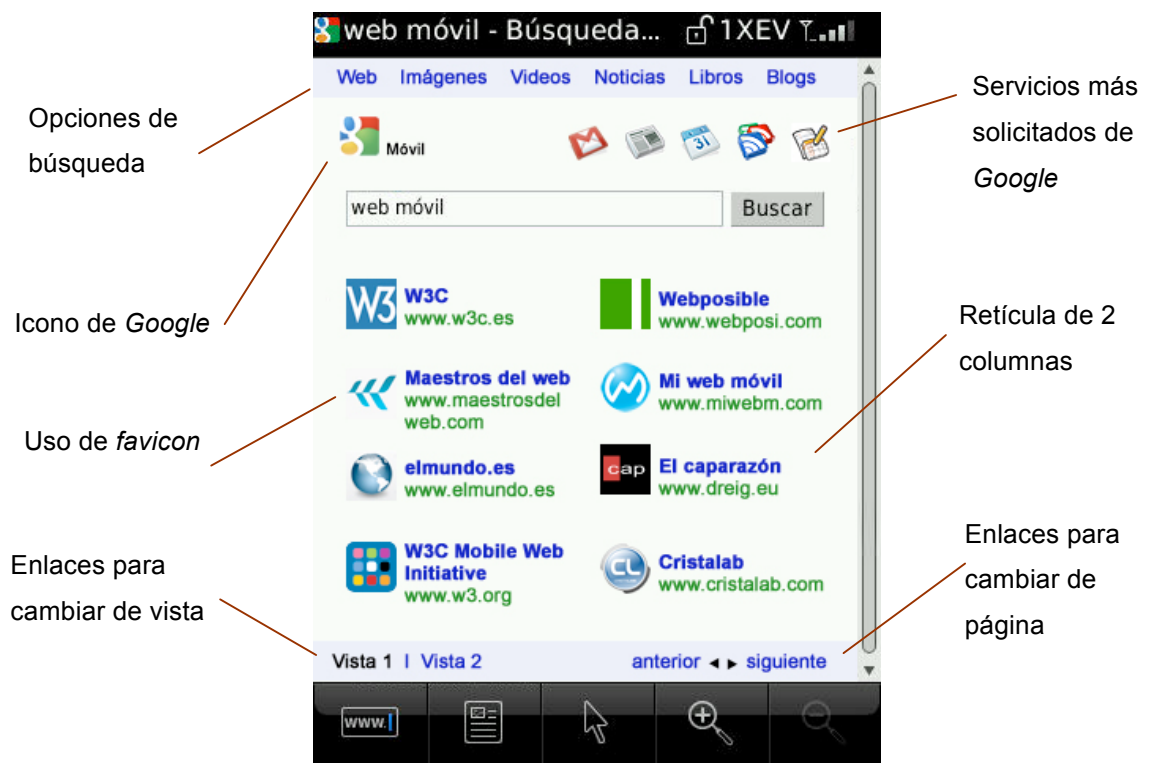 web móvil - Búsqueda... 1XEV
Web Imágenes Videos Noticias Libros Blogs
Móvil
31
web móvil Buscar
W3 W3C
www.w3c.es
Webposible
www.webposi.com
Maestros del web
www.maestrosdel
web.com
Mi web móvil
www.miwebm.com
elmundo.es
www.elmundo.es
cap El caparazón
www.dreig.eu
W3C Mobile Web
Initiative
www.w3.org
CL Cristalab
www.cristalab.com
Vista 1 | Vista 2 anterior ◄ ► siguiente
www.
Opciones de
búsqueda
Icono de Google
Uso de favicon
Enlaces para
cambiar de vista
Servicios más
solicitados de
Google
Retícula de 2
columnas
Enlaces para
cambiar de
página